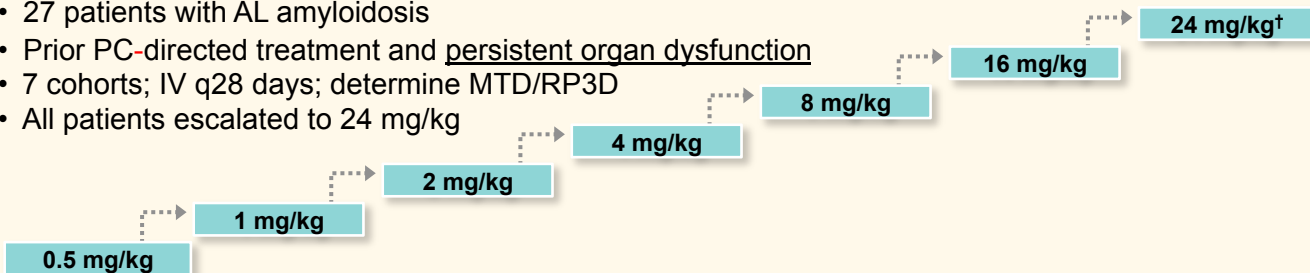 • 27 patients with AL amyloidosis
• Prior PC-directed treatment and persistent organ dysfunction
• 7 cohorts; IV q28 days; determine MTD/RP3D
• All patients escalated to 24 mg/kg
24 mg/kg†
16 mg/kg
8 mg/kg
4 mg/kg
2 mg/kg
1 mg/kg
0.5 mg/kg